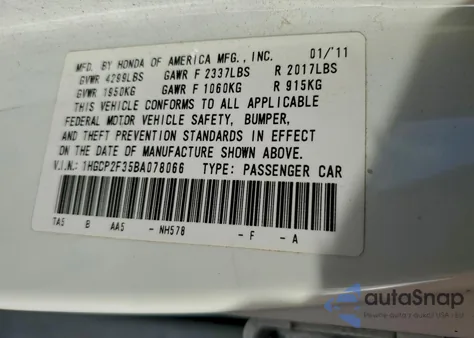 MFD. BY HONDA OF AMERICA MFG., INC. 01/'11
GVWR 4299LBS GAWR F 2337LBS R 2017LBS
GVWR 1950KG GAWR F 1060KG R 915KG
THIS VEHICLE CONFORMS TO ALL APPLICABLE
FEDERAL MOTOR VEHICLE SAFETY, BUMPER,
AND THEFT PREVENTION STANDARDS IN EFFECT
ON THE DATE OF MANUFACTURE SHOWN ABOVE.
V.I.N.: 1HGCP2F35BA078066 TYPE: PASSENGER CAR
TA5 B AA5 - NH578 - F - A
autoSnap